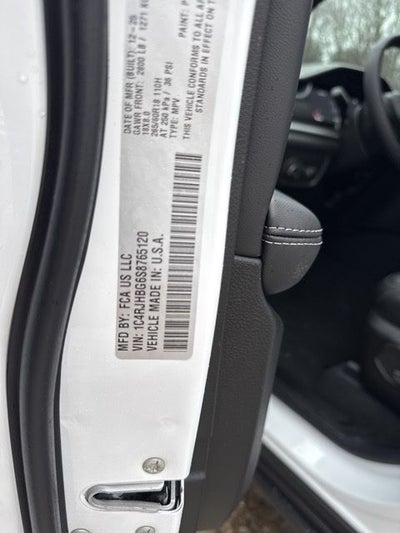 MFD BY: FCA US LLC
VIN: 1C4RJHBG6S8765120
VEHICLE MADE IN: U.S.A.
DATE OF MFR (BUILT): 12-25
GAWR FRONT: 2800 LB / 1271 KG
18X8.0
265/60R18 110H
AT 250 kPa / 36 PSI
TYPE: MPV
PAINT: P
THIS VEHICLE CONFORMS TO ALL
STANDARDS IN EFFECT ON